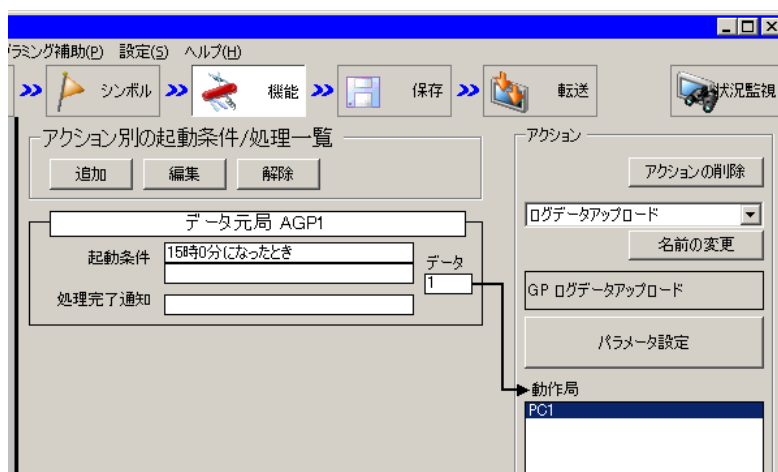 グラミング補助(P) 設定(S) ヘルプ(H)
シンボル 機能 保存 転送 状況監視
アクション別の起動条件/処理一覧
追加 編集 解除
データ元局 AGP1
起動条件 15時0分になったとき
データ
1
処理完了通知
アクション
アクションの削除
ログデータアップロード
名前の変更
GP ログデータアップロード
パラメータ設定
動作局
PC1